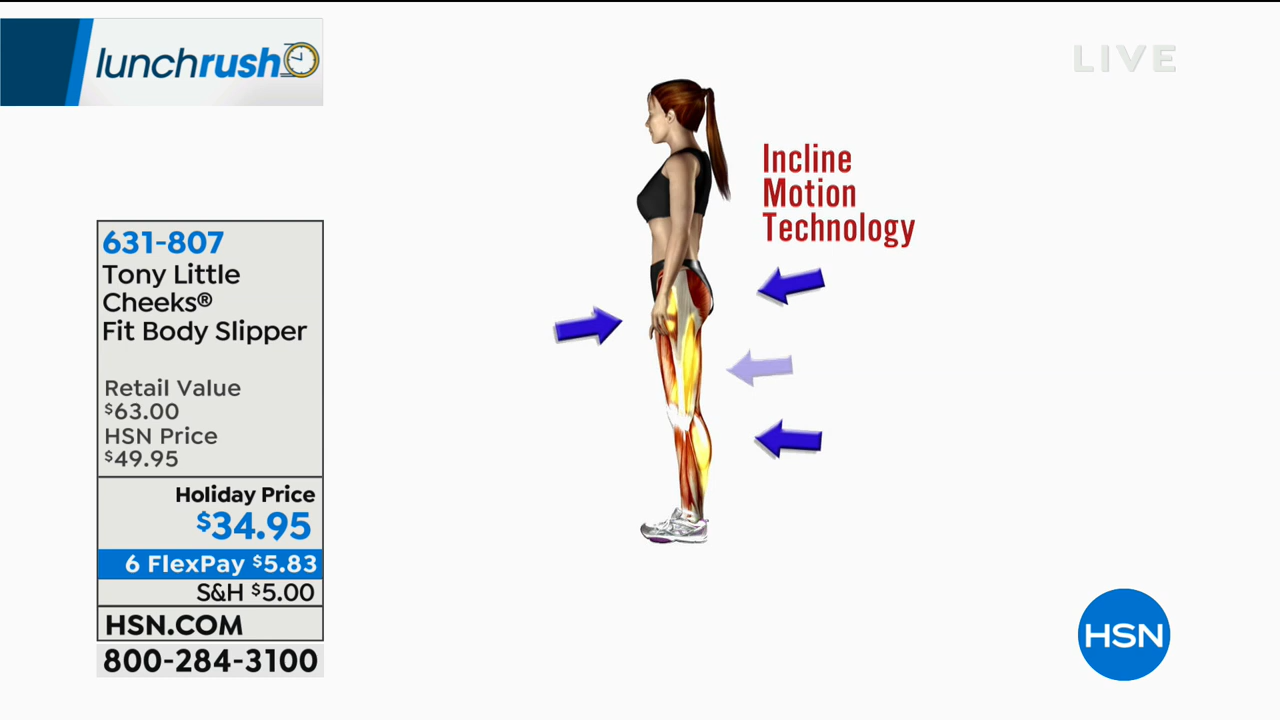 lunchrush
LIVE
Incline
Motion
Technology
631-807
Tony Little
Cheeks®
Fit Body Slipper
Retail Value
$63.00
HSN Price
$49.95
Holiday Price
$34.95
6 FlexPay $5.83
S&H $5.00
HSN.COM
800-284-3100
HSN